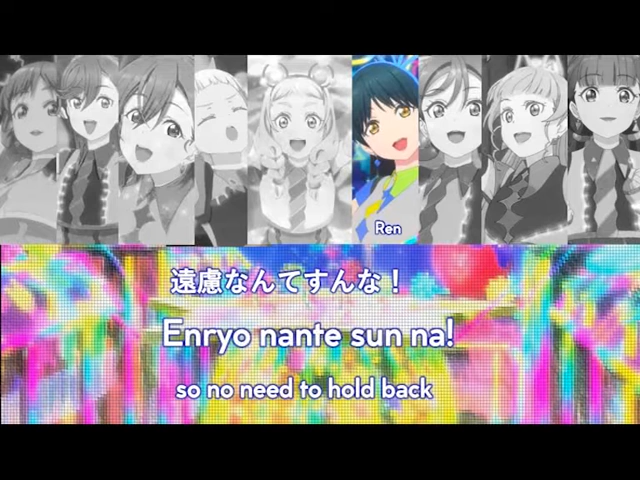 Ren
遠慮なんてすんな！
Enryo nante sun na!
so no need to hold back